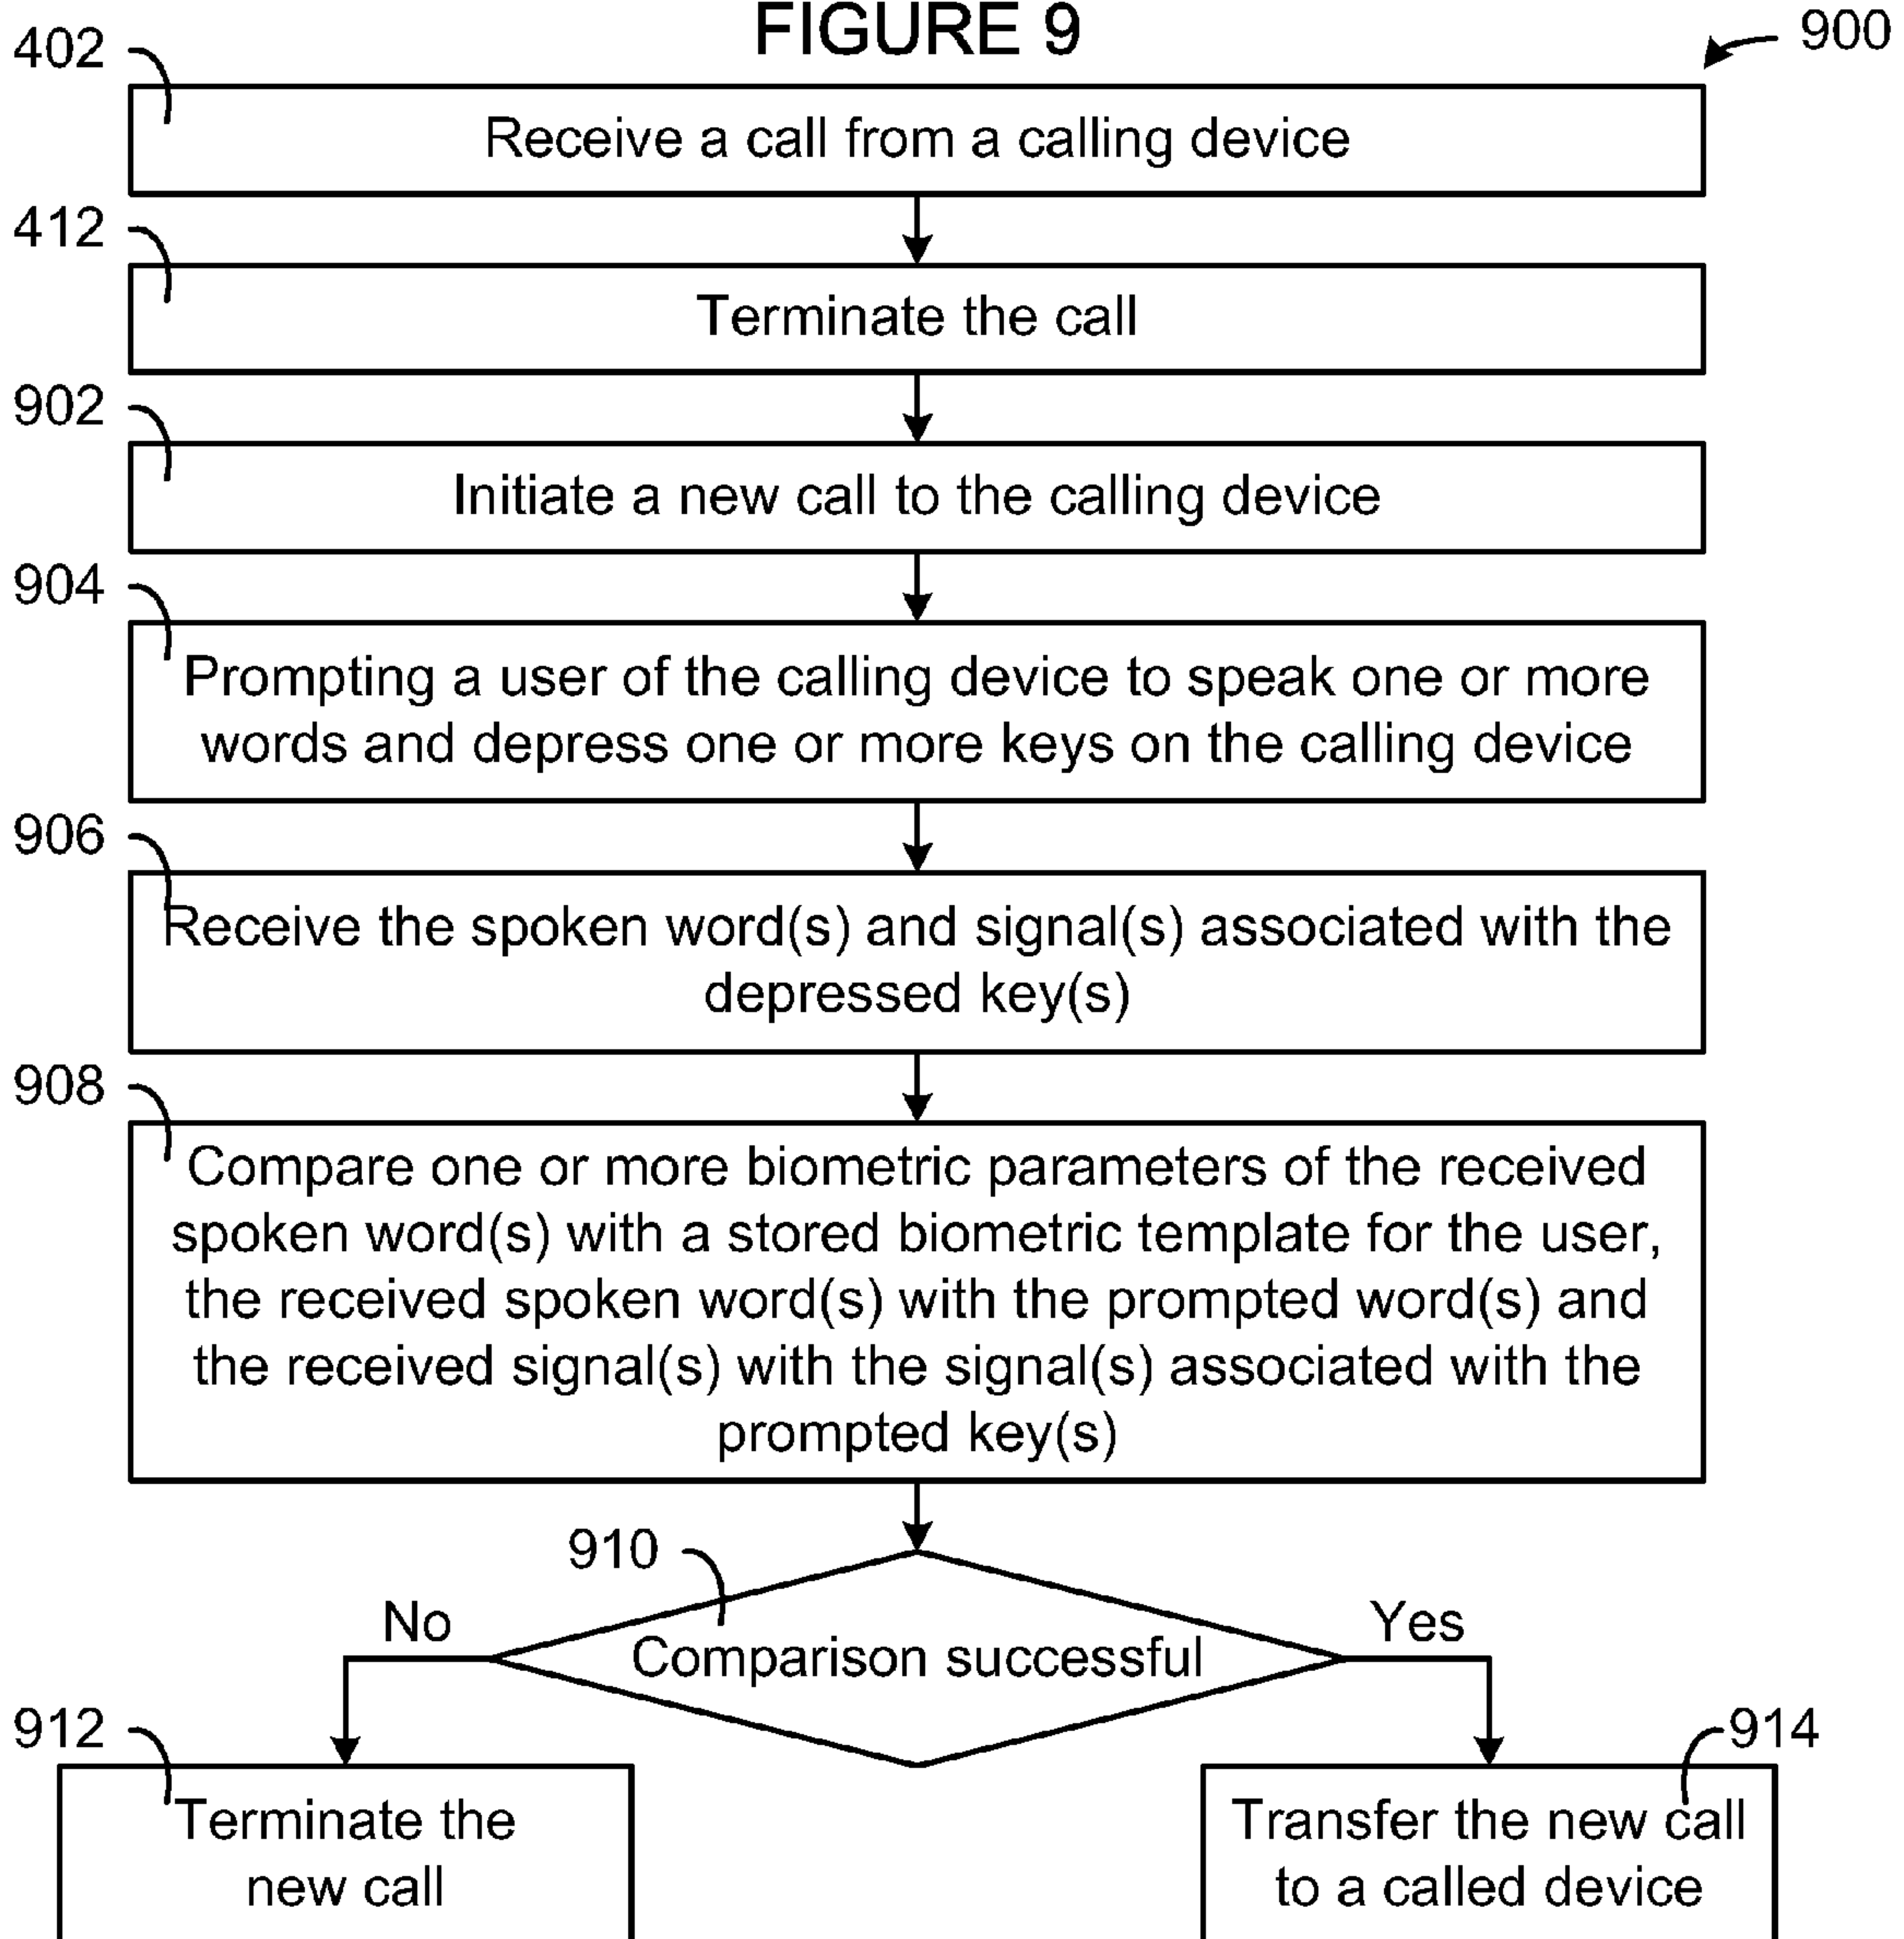 FIGURE 9
900
402
Receive a call from a calling device
412
Terminate the call
902
Initiate a new call to the calling device
904
Prompting a user of the calling device to speak one or more
words and depress one or more keys on the calling device
906
Receive the spoken word(s) and signal(s) associated with the
depressed key(s)
908
Compare one or more biometric parameters of the received
spoken word(s) with a stored biometric template for the user,
the received spoken word(s) with the prompted word(s) and
the received signal(s) with the signal(s) associated with the
prompted key(s)
910
No
Comparison successful
Yes
912
Terminate the
new call
914
Transfer the new call
to a called device